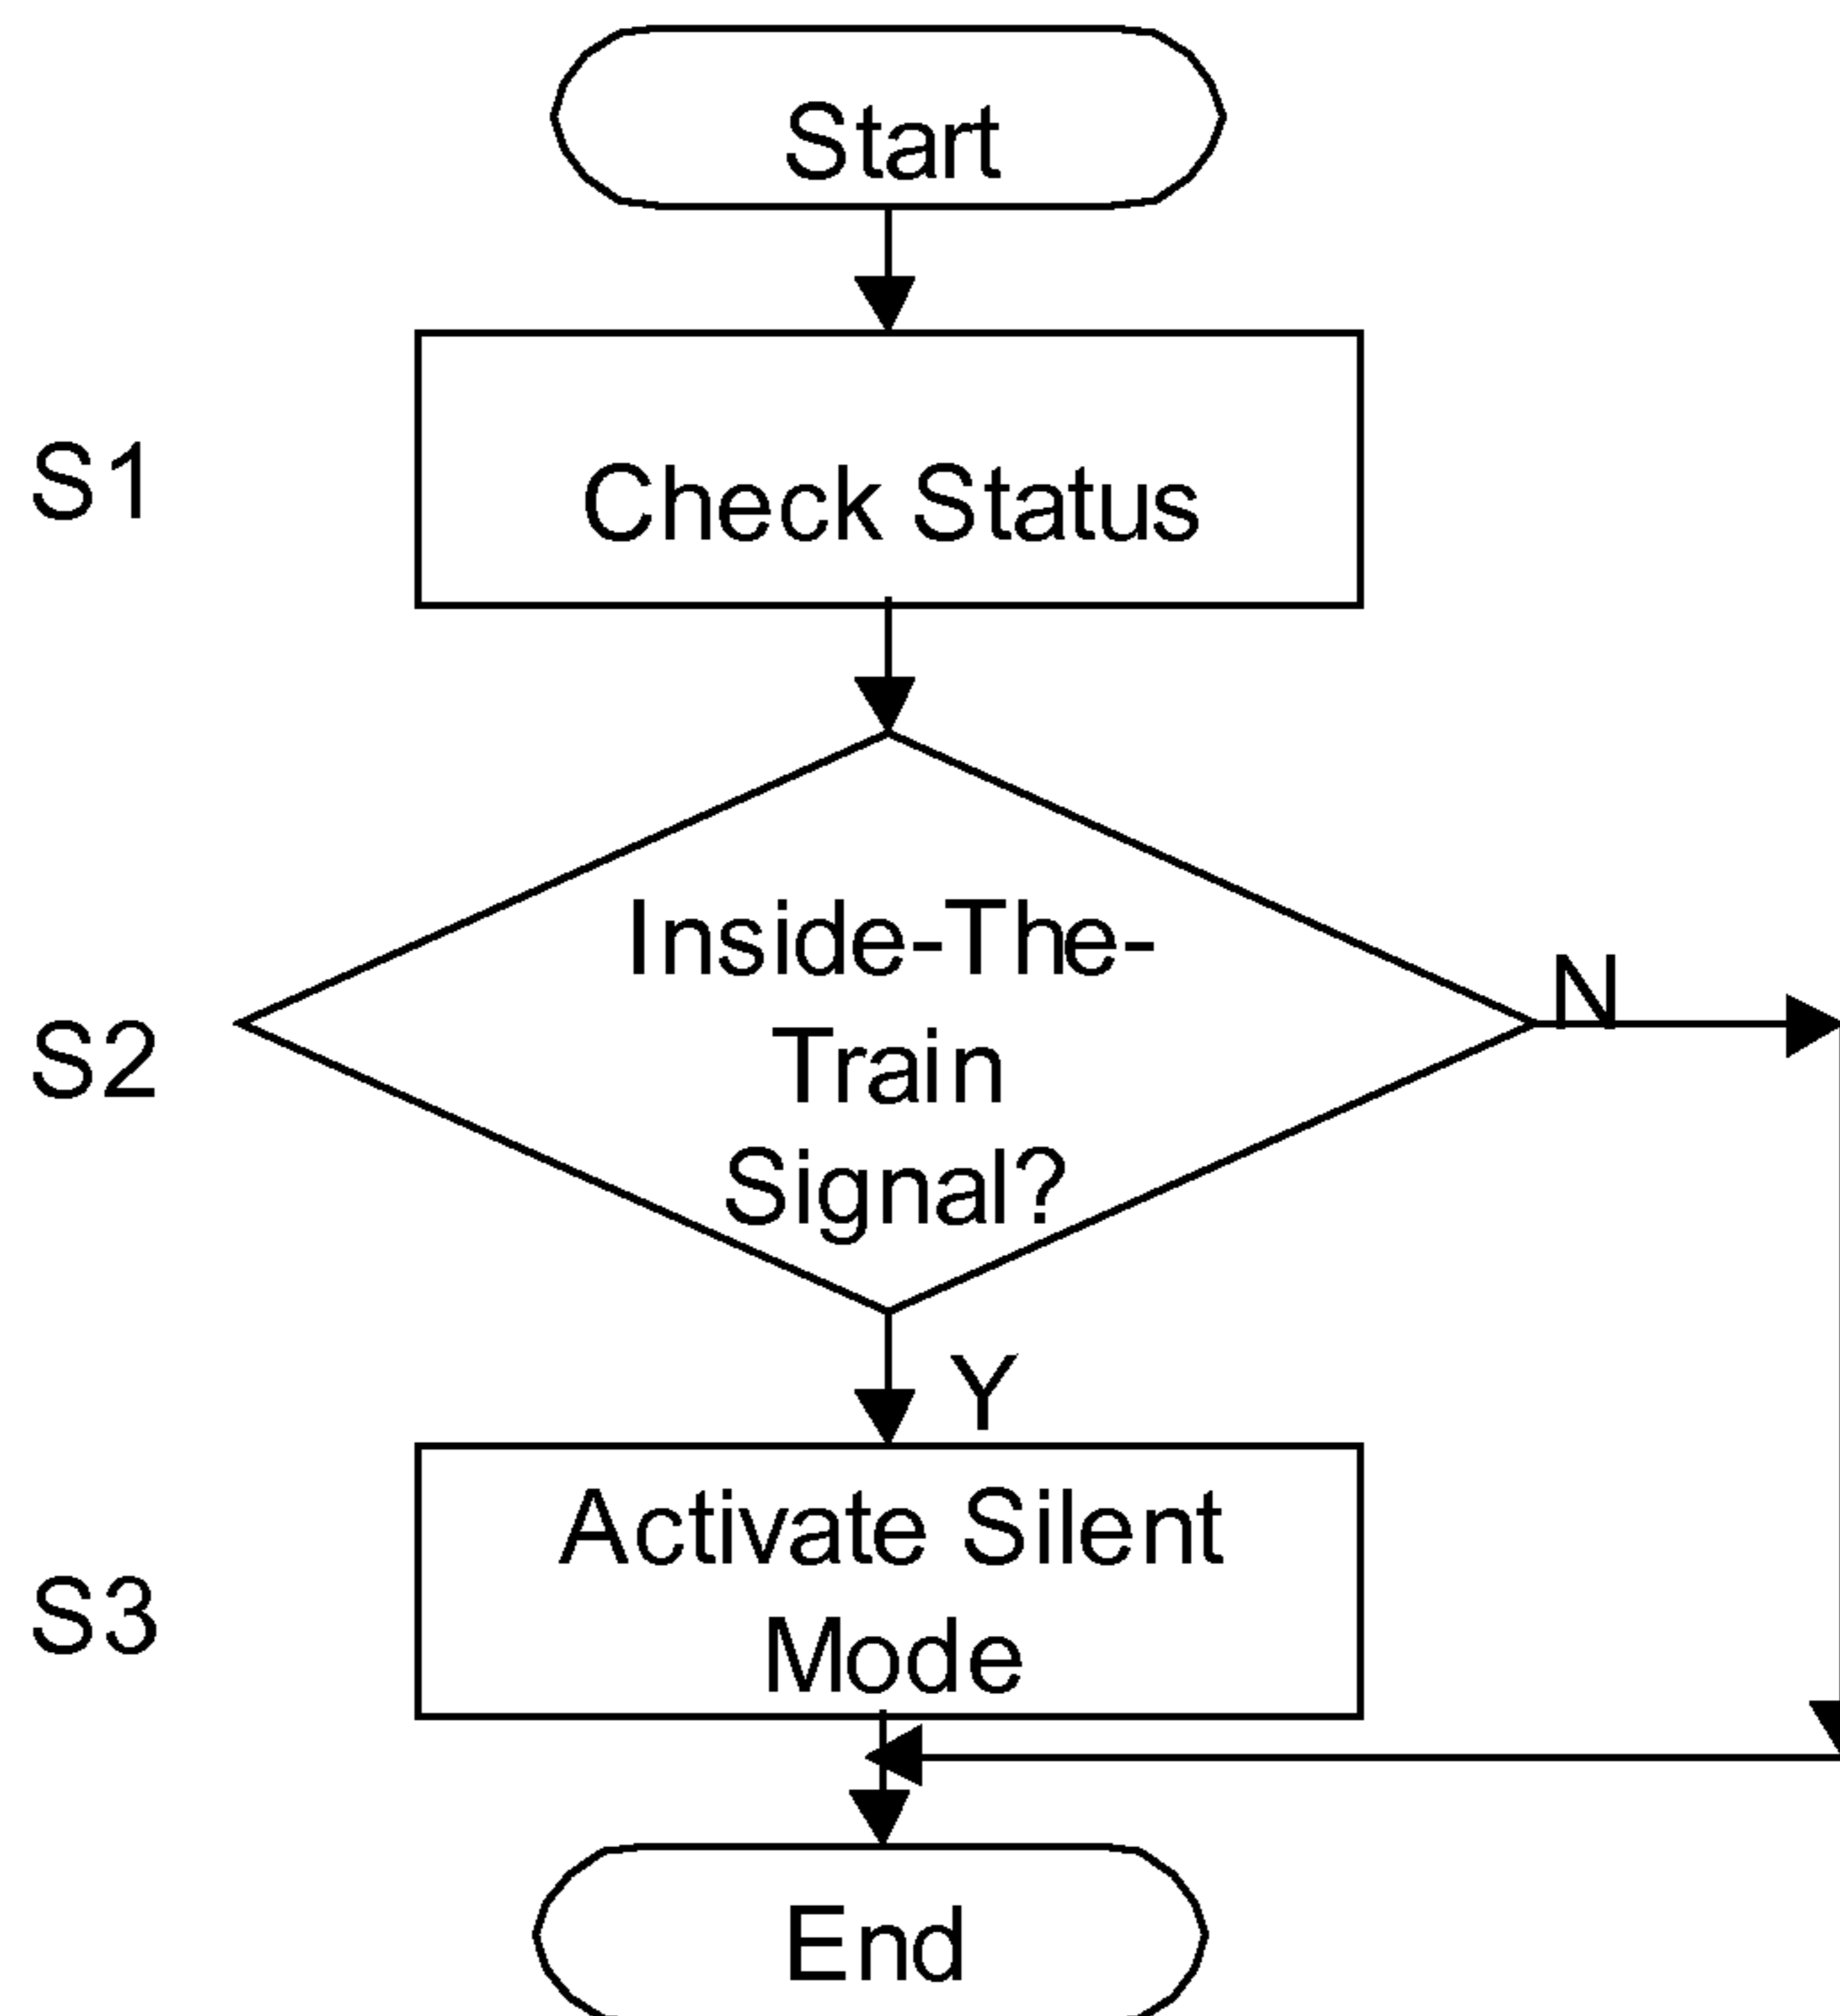 Start
S1
Check Status
Inside-The-
N
S2
Train
Signal?
Y
Activate Silent
S3
Mode
End